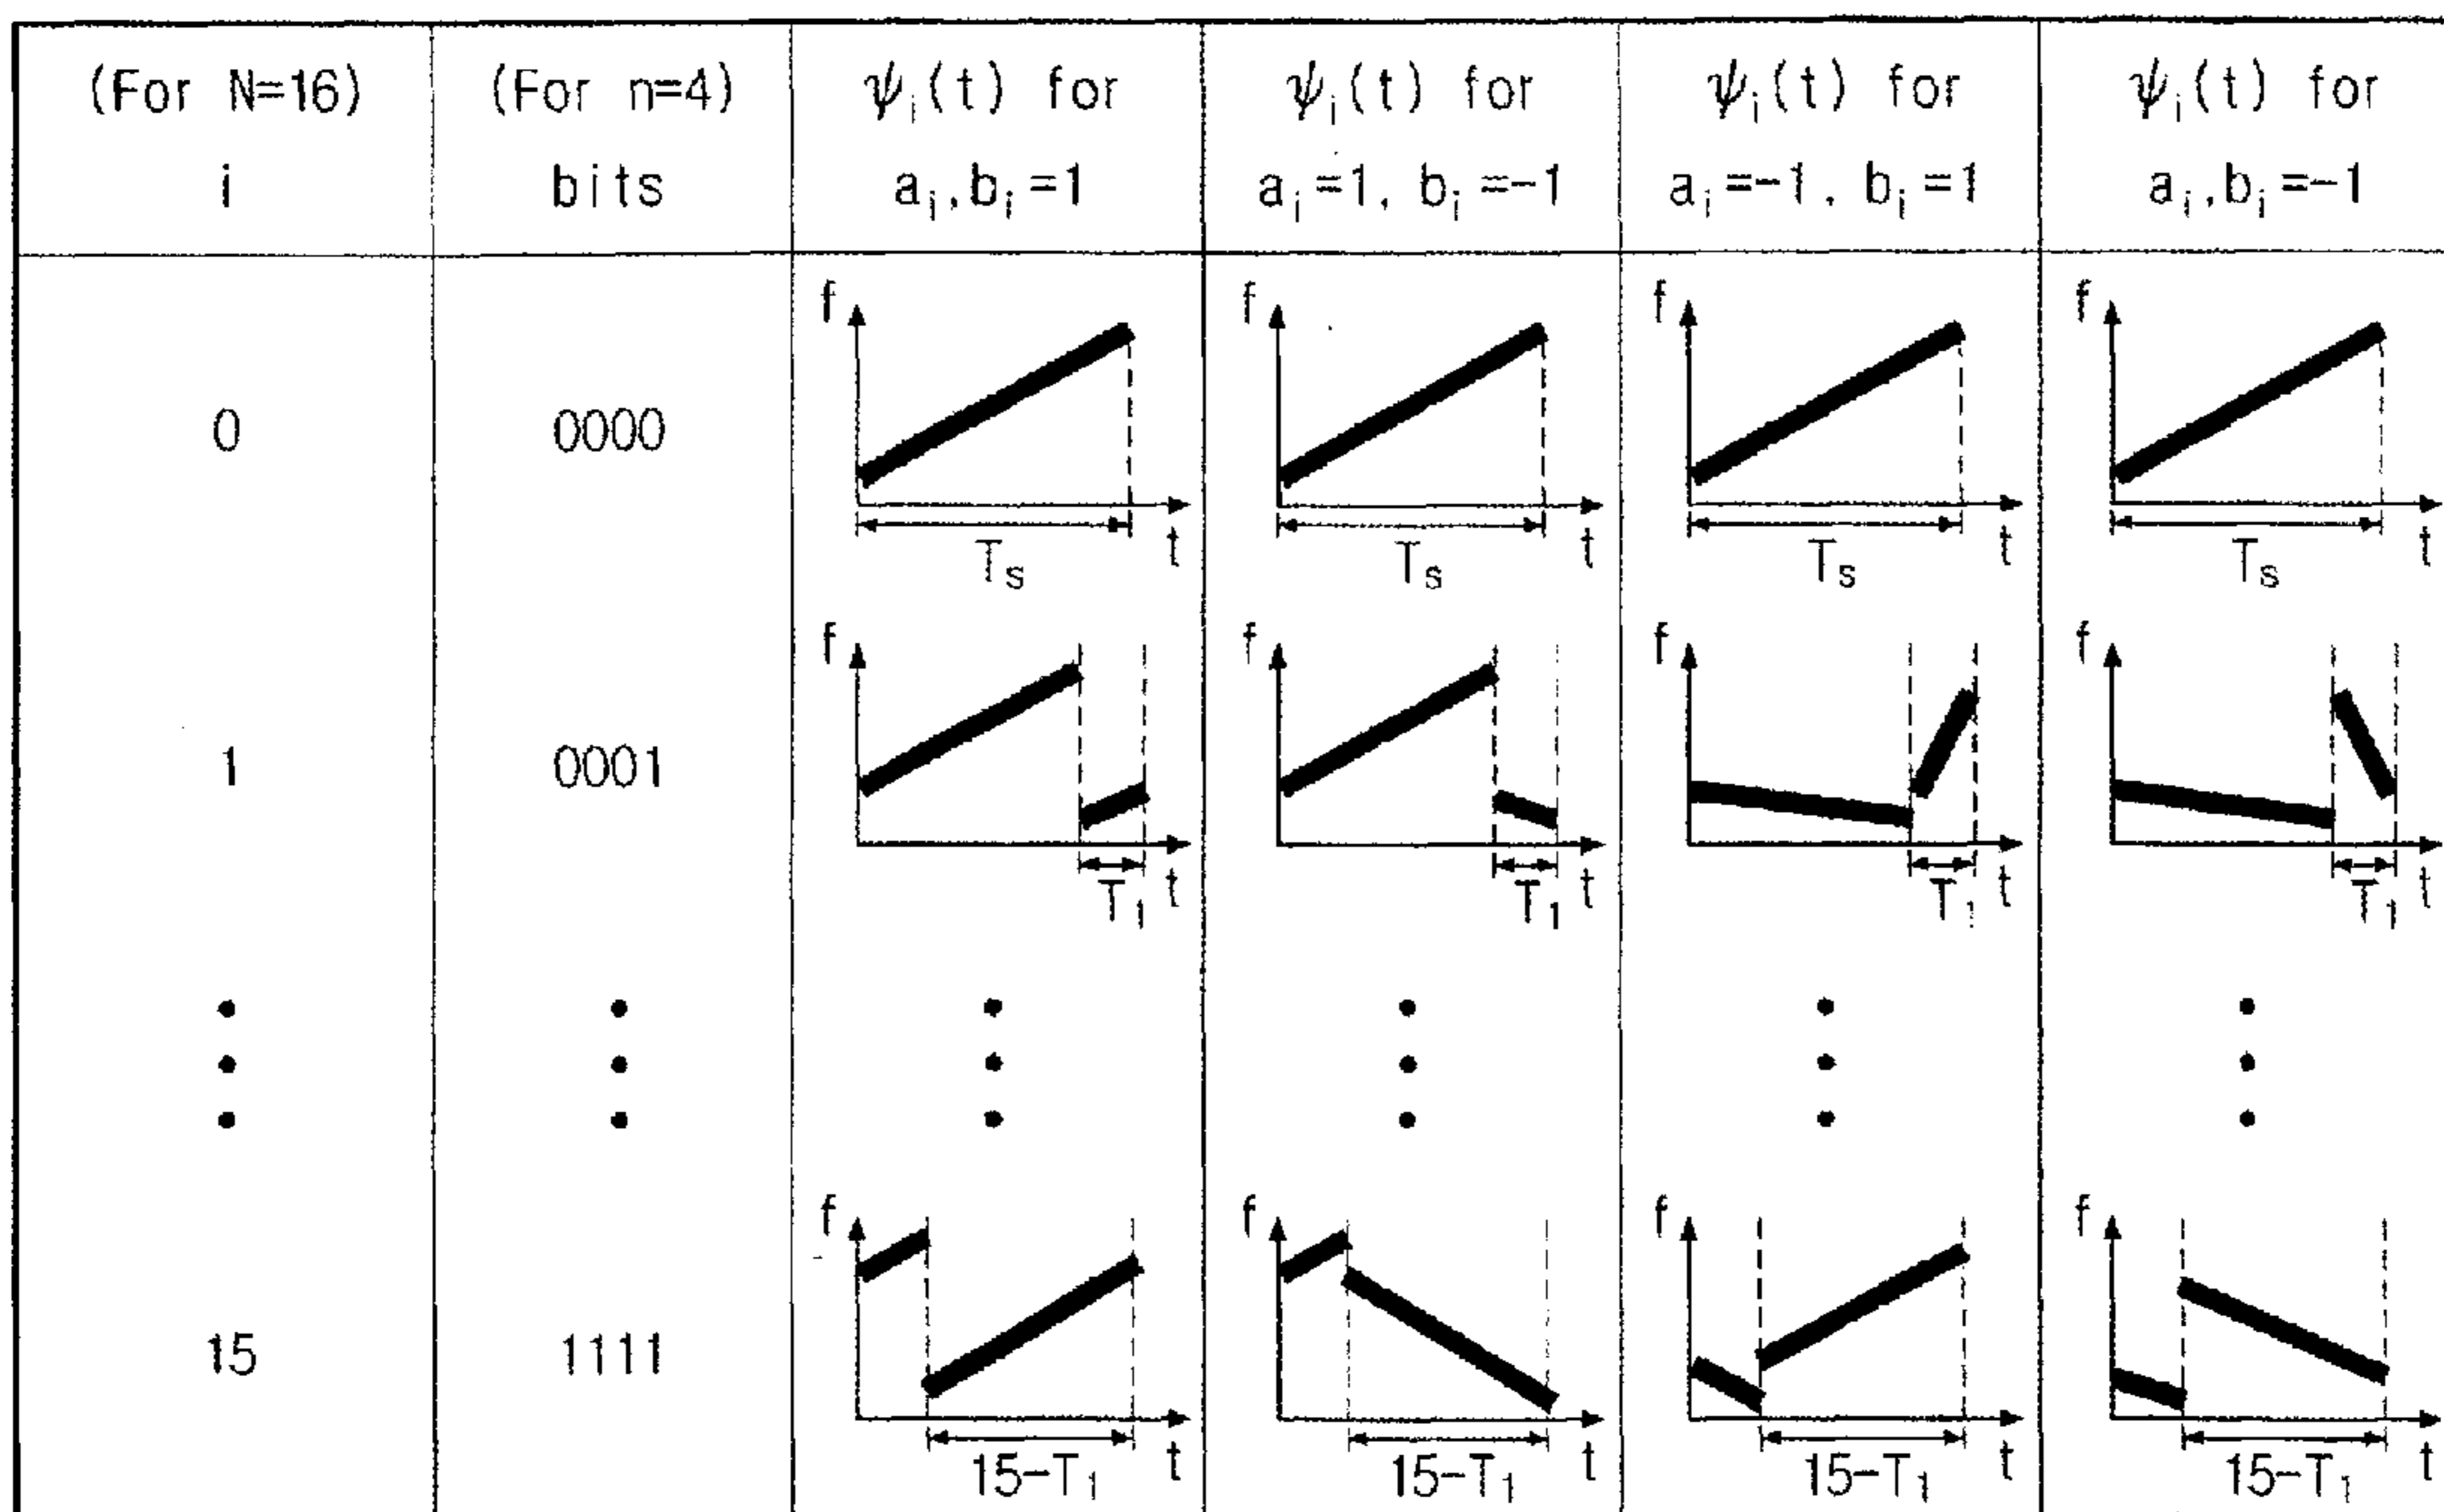 (For N=16)
i
(For n=4)
bits
ψi(t) for
ai,bi=1
ψi(t) for
ai=1, bi=-1
ψi(t) for
ai=-1, bi=1
ψi(t) for
ai,bi=-1
0
0000
f
Ts
t
f
Ts
t
f
Ts
t
f
Ts
t
1
0001
f
T1
t
f
T1
t
f
T1
t
f
T1
t
15
1111
f
15-T1
t
f
15-T1
t
f
15-T1
t
f
15-T1
t